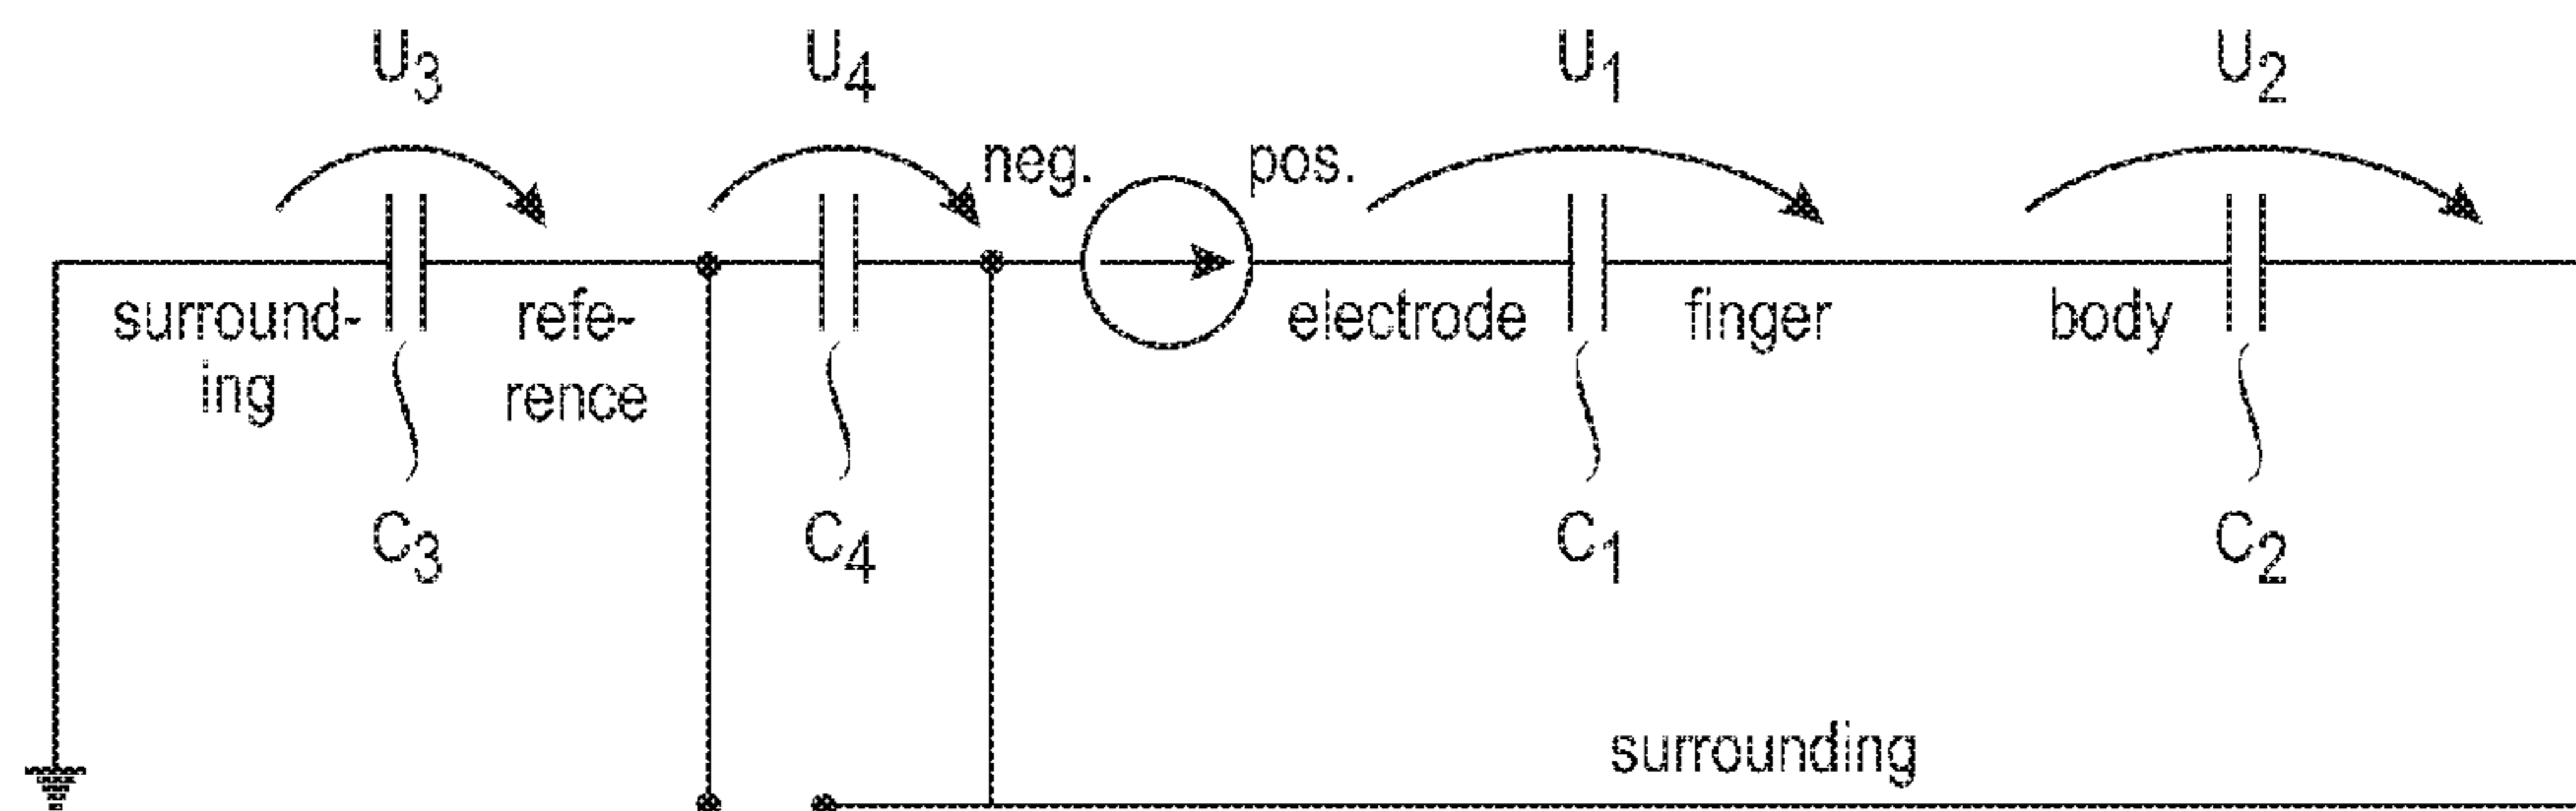 U3 U4 U1 U2
neg. pos.
surround-
ing
refe-
rence
electrode finger body
C3 C4 C1 C2
surrounding